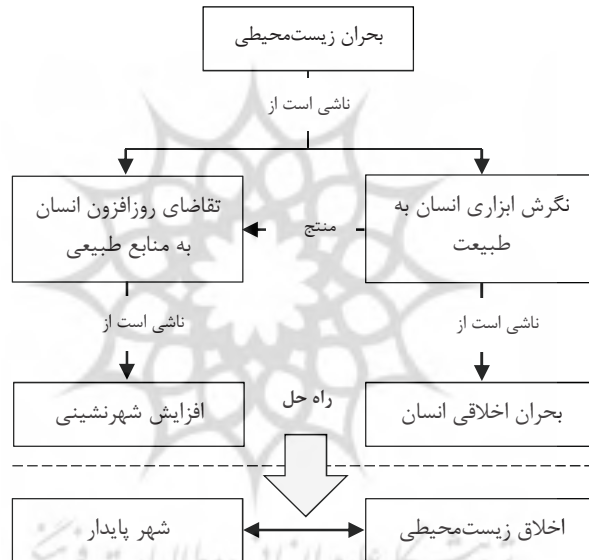 بحران زیست‌محیطی
ناشی است از
نگرش ابزاری انسان به
طبیعت
منتج
تقاضای روزافزون انسان
به منابع طبیعی
ناشی است از
ناشی است از
بحران اخلاقی انسان
راه حل
افزایش شهرنشینی
اخلاق زیست‌محیطی
شهر پایدار